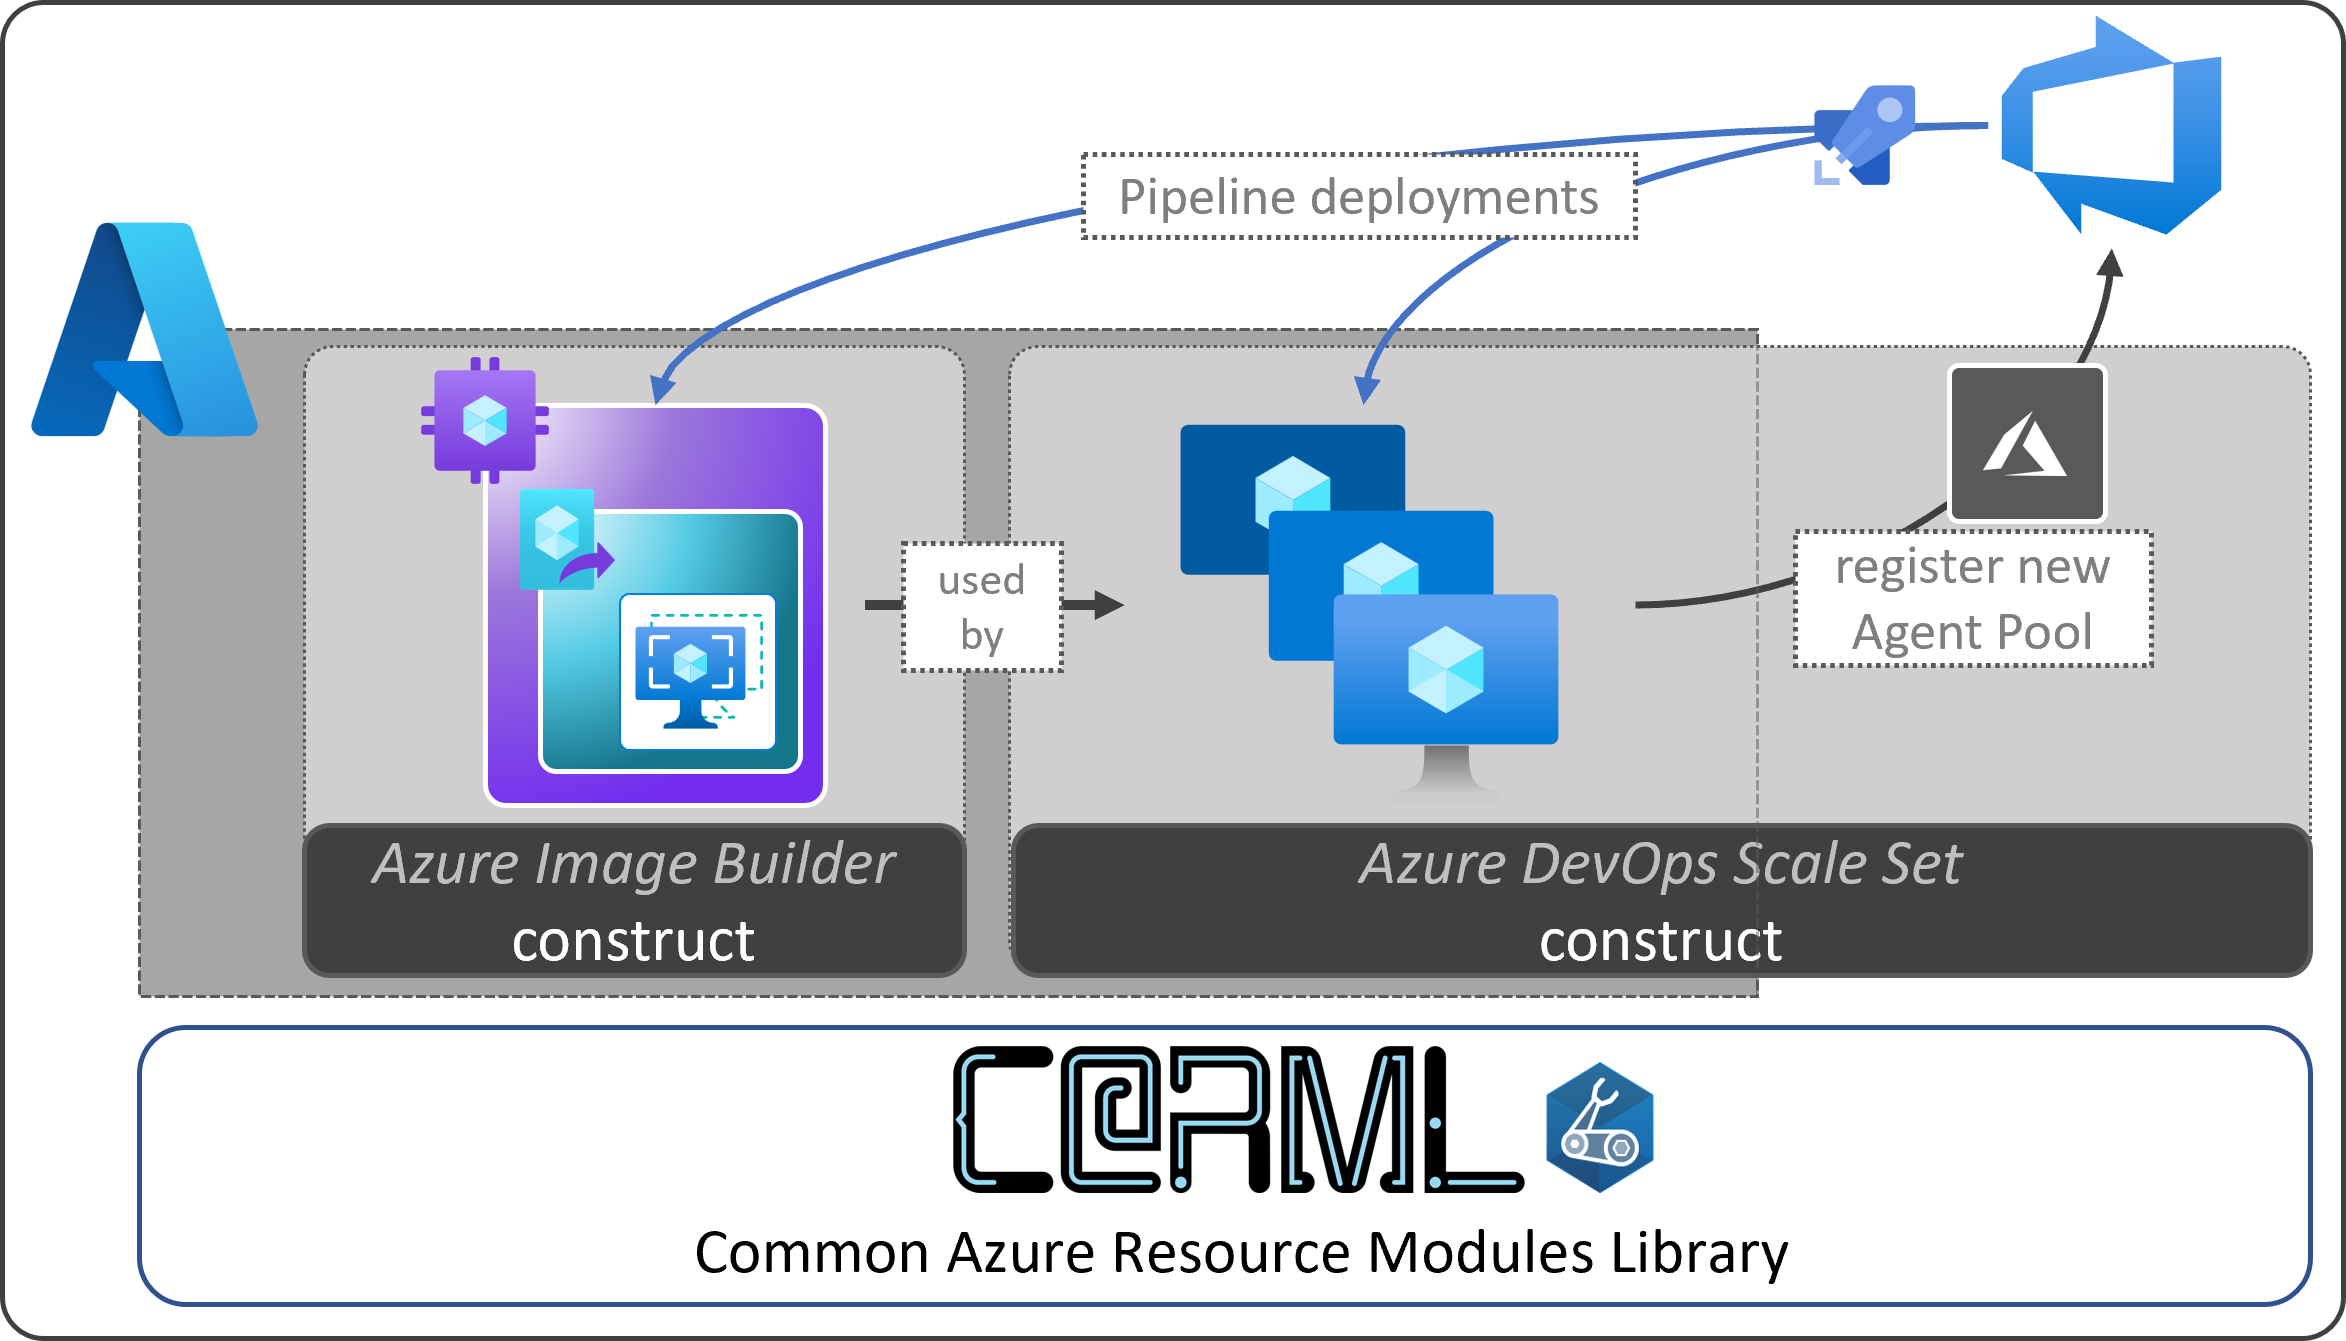 Pipeline deployments
used
by
register new
Agent Pool
Azure Image Builder
construct
Azure DevOps Scale Set
construct
C@RML
Common Azure Resource Modules Library